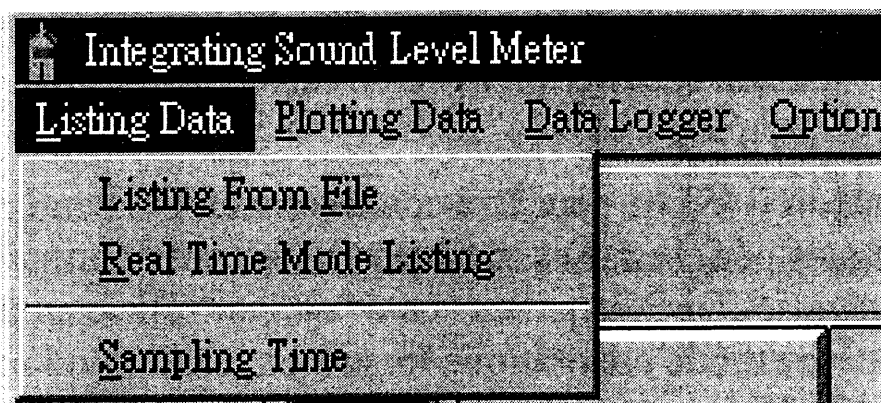 Integrating Sound Level Meter
Listing Data Plotting Data Data Logger Option
Listing From File
Real Time Mode Listing
Sampling Time